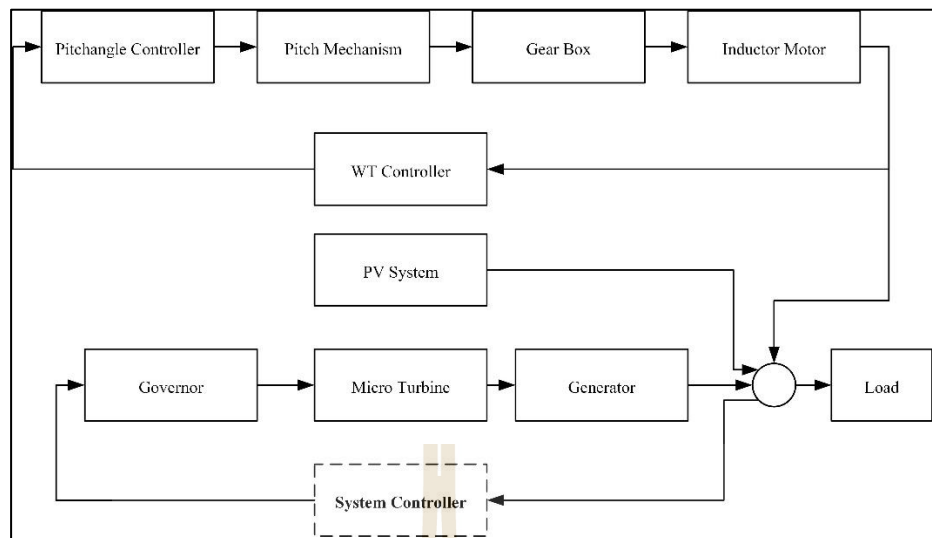 Pitchangle Controller
Pitch Mechanism
Gear Box
Inductor Motor
WT Controller
PV System
Governor
Micro Turbine
Generator
Load
System Controller